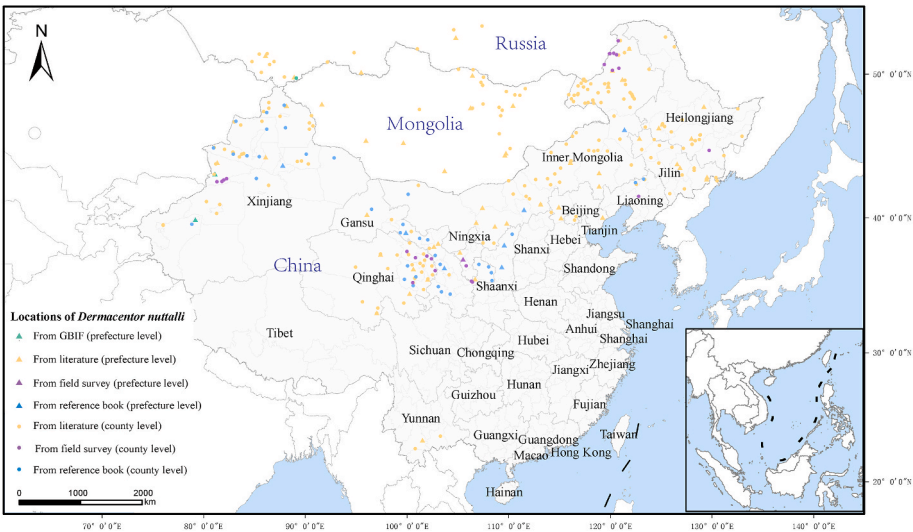 N
Russia
Mongolia
Heilongjiang
Inner Mongolia
Jilin
Xinjiang
Liaoning
Gansu
Beijing
Ningxia
Tianjin
Shanxi
Hebei
China
Qinghai
Shandong
Shaanxi
Henan
Locations of Dermacentor nuttalli
From GBIF (prefecture level)
From literature (prefecture level)
From field survey (prefecture level)
From reference book (prefecture level)
From literature (county level)
From field survey (county level)
From reference book (county level)
0 1000 2000
km
Tibet
Jiangsu
Shanghai
Anhui
Shanghai
Hubei
Sichuan
Chongqing
Zhejiang
Jiangxi
Hunan
Guizhou
Fujian
Yunnan
Guangxi
Guangdong
Taiwan
Hong Kong
Macao
Hainan
50° 0'0"N
40° 0'0"N
30° 0'0"N
20° 0'0"N
70° 0'0"E 80° 0'0"E 90° 0'0"E 100° 0'0"E 110° 0'0"E 120° 0'0"E 130° 0'0"E 140° 0'0"E